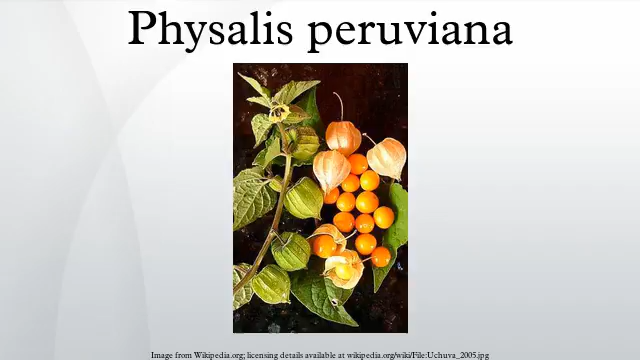 Physalis peruviana
Image from Wikipedia.org; licensing details available at wikipedia.org/wiki/File:Uchuva_2005.jpg